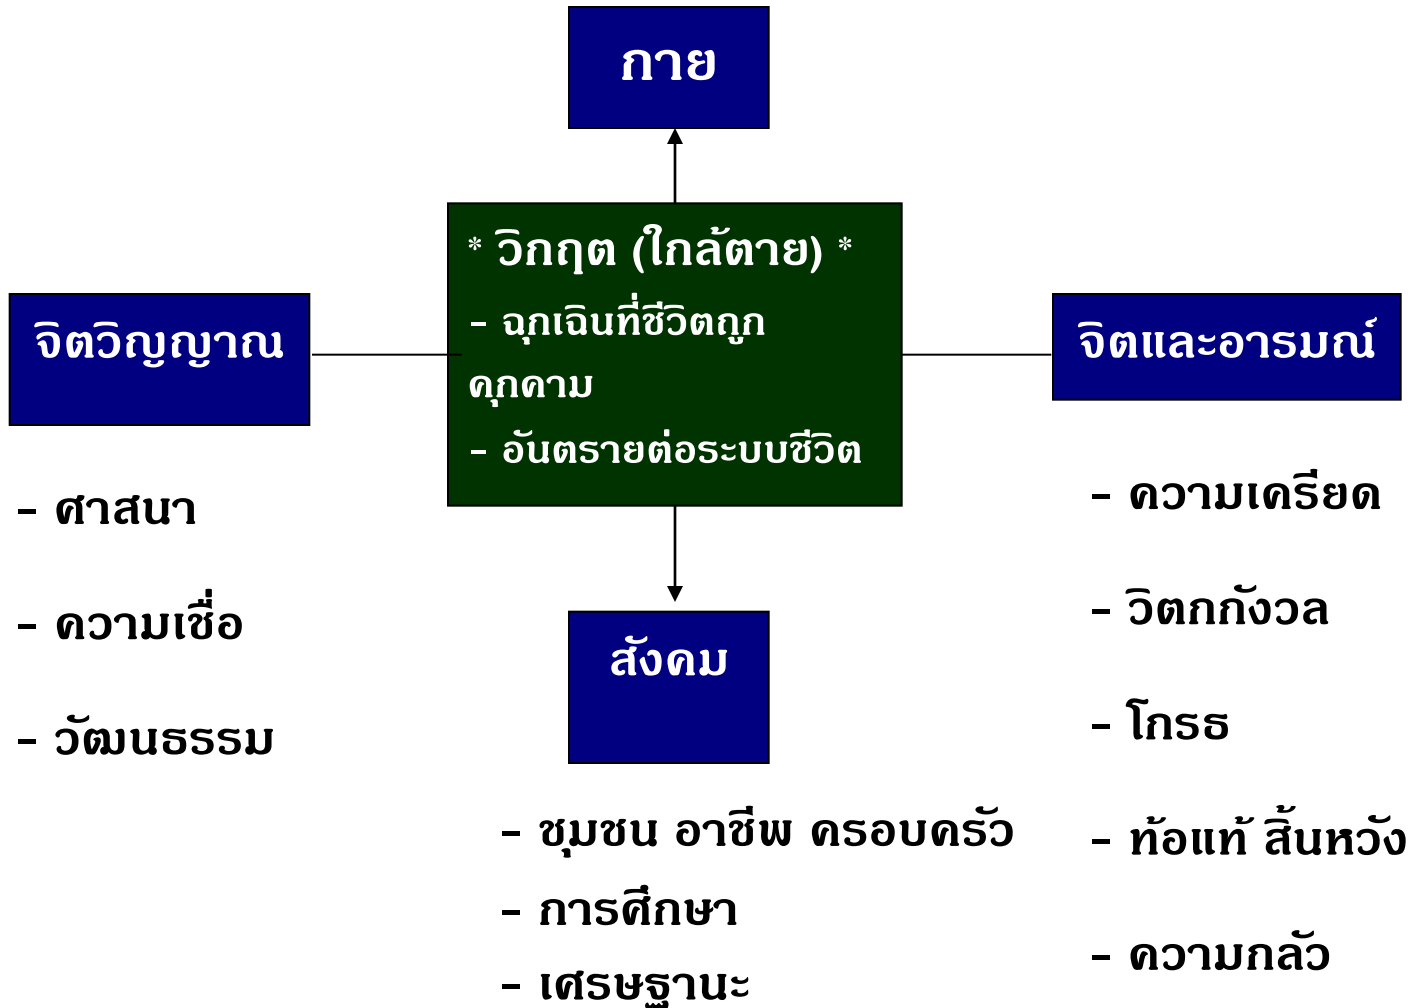 กาย
* วิกฤต (ใกล้ตาย) *
- ฉุกเฉินที่ชีวิตถูก
คุกคาม
- อันตรายต่อระบบชีวิต
จิตวิญญาณ
- ศาสนา
- ความเชื่อ
- วัฒนธรรม
จิตและอารมณ์
- ความเครียด
- วิตกกังวล
- โกรธ
- ท้อแท้ สิ้นหวัง
- ความกลัว
สังคม
- ชุมชน อาชีพ ครอบครัว
- การศึกษา
- เศรษฐานะ